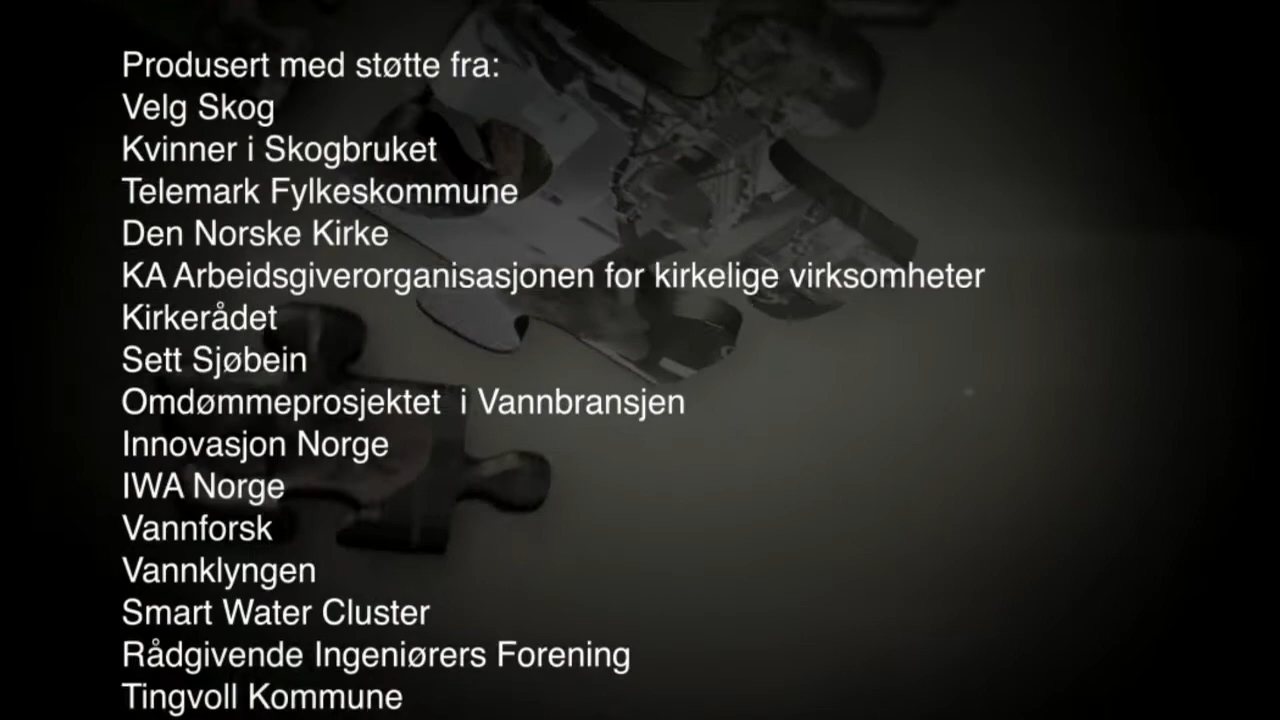 Produsert med støtte fra:
Velg Skog
Kvinner i Skogbruket
Telemark Fylkeskommune
Den Norske Kirke
KA Arbeidsgiverorganisasjonen for kirkelige virksomheter
Kirkerådet
Sett Sjøbein
Omdømmeprosjektet  i Vannbransjen
Innovasjon Norge
IWA Norge
Vannforsk
Vannklyngen
Smart Water Cluster
Rådgivende Ingeniørers Forening
Tingvoll Kommune